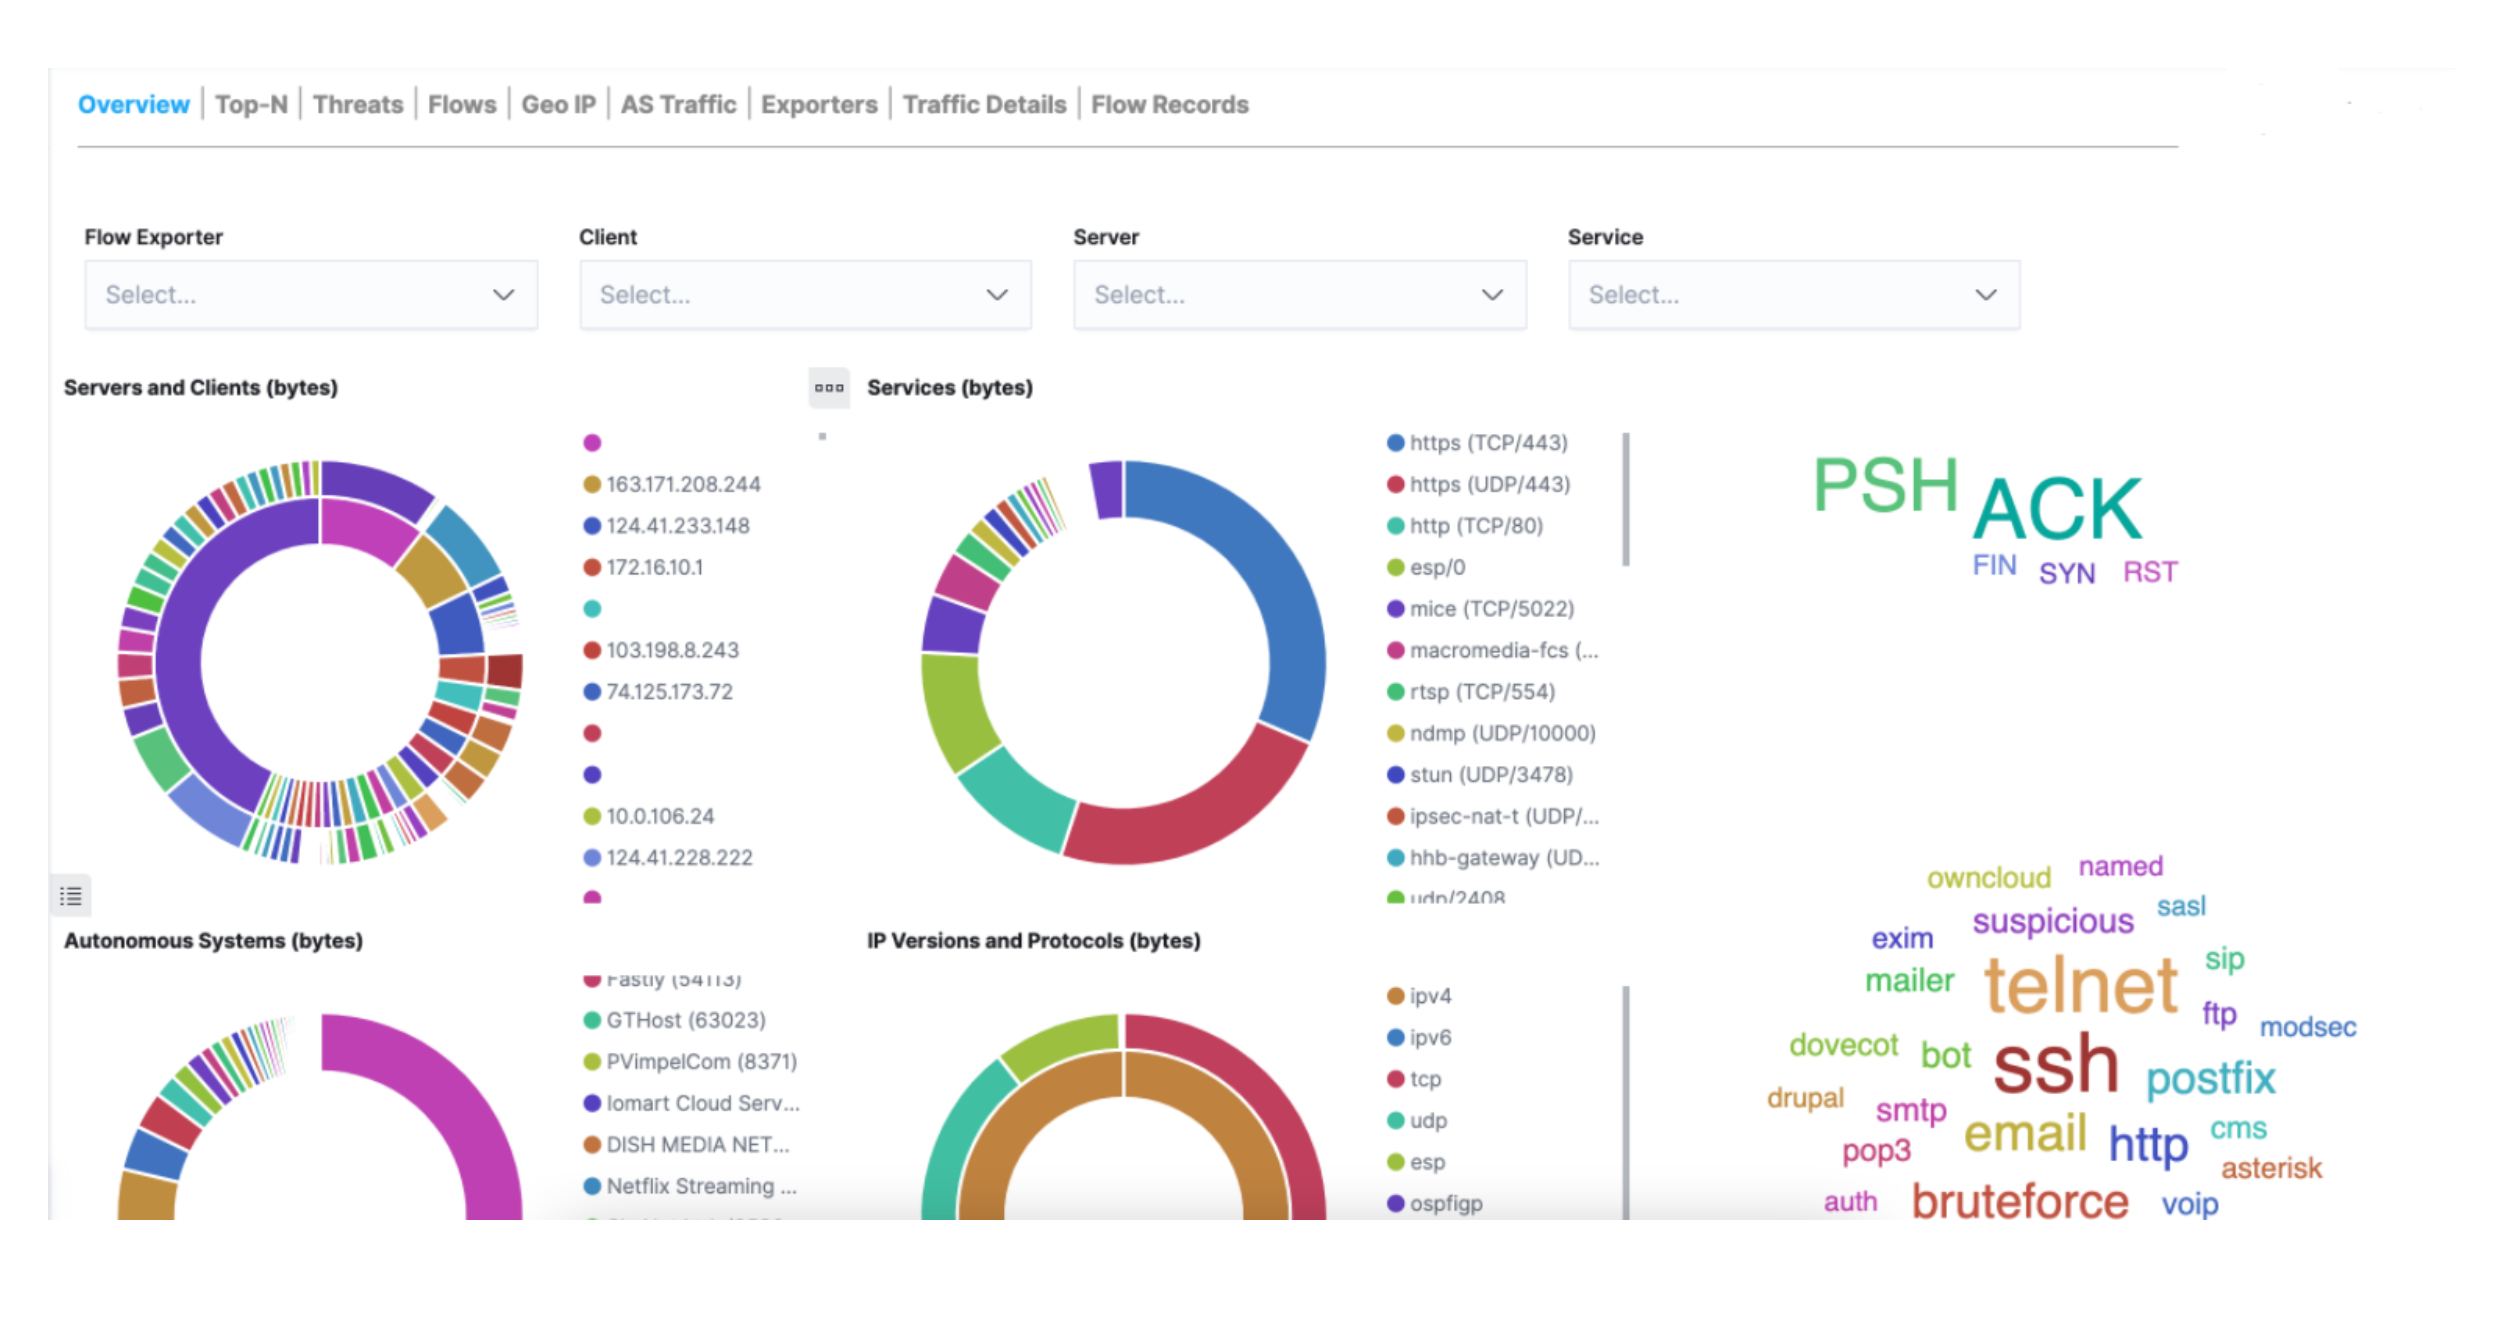 Overview | Top-N | Threats | Flows | Geo IP | AS Traffic | Exporters | Traffic Details | Flow Records
Flow Exporter
Select...
Client
Select...
Server
Select...
Service
Select...
Servers and Clients (bytes)
163.171.208.244
124.41.233.148
172.16.10.1
103.198.8.243
74.125.173.72
10.0.106.24
124.41.228.222
Services (bytes)
https (TCP/443)
https (UDP/443)
http (TCP/80)
esp/0
mice (TCP/5022)
macromedia-fcs (...
rtsp (TCP/554)
ndmp (UDP/10000)
stun (UDP/3478)
ipsec-nat-t (UDP/...
hhb-gateway (UD...
udp/2408
PSH ACK
FIN SYN RST
Autonomous Systems (bytes)
Fastly (54113)
GTHost (63023)
PVimpelCom (8371)
Iomart Cloud Serv...
DISH MEDIA NET...
Netflix Streaming ...
IP Versions and Protocols (bytes)
ipv4
ipv6
tcp
udp
esp
ospfigp
owncloud named
suspicious sasl
exim
mailer telnet sip
ftp modsec
dovecot bot ssh postfix
drupal smtp email http cms
pop3 asterisk
auth bruteforce voip